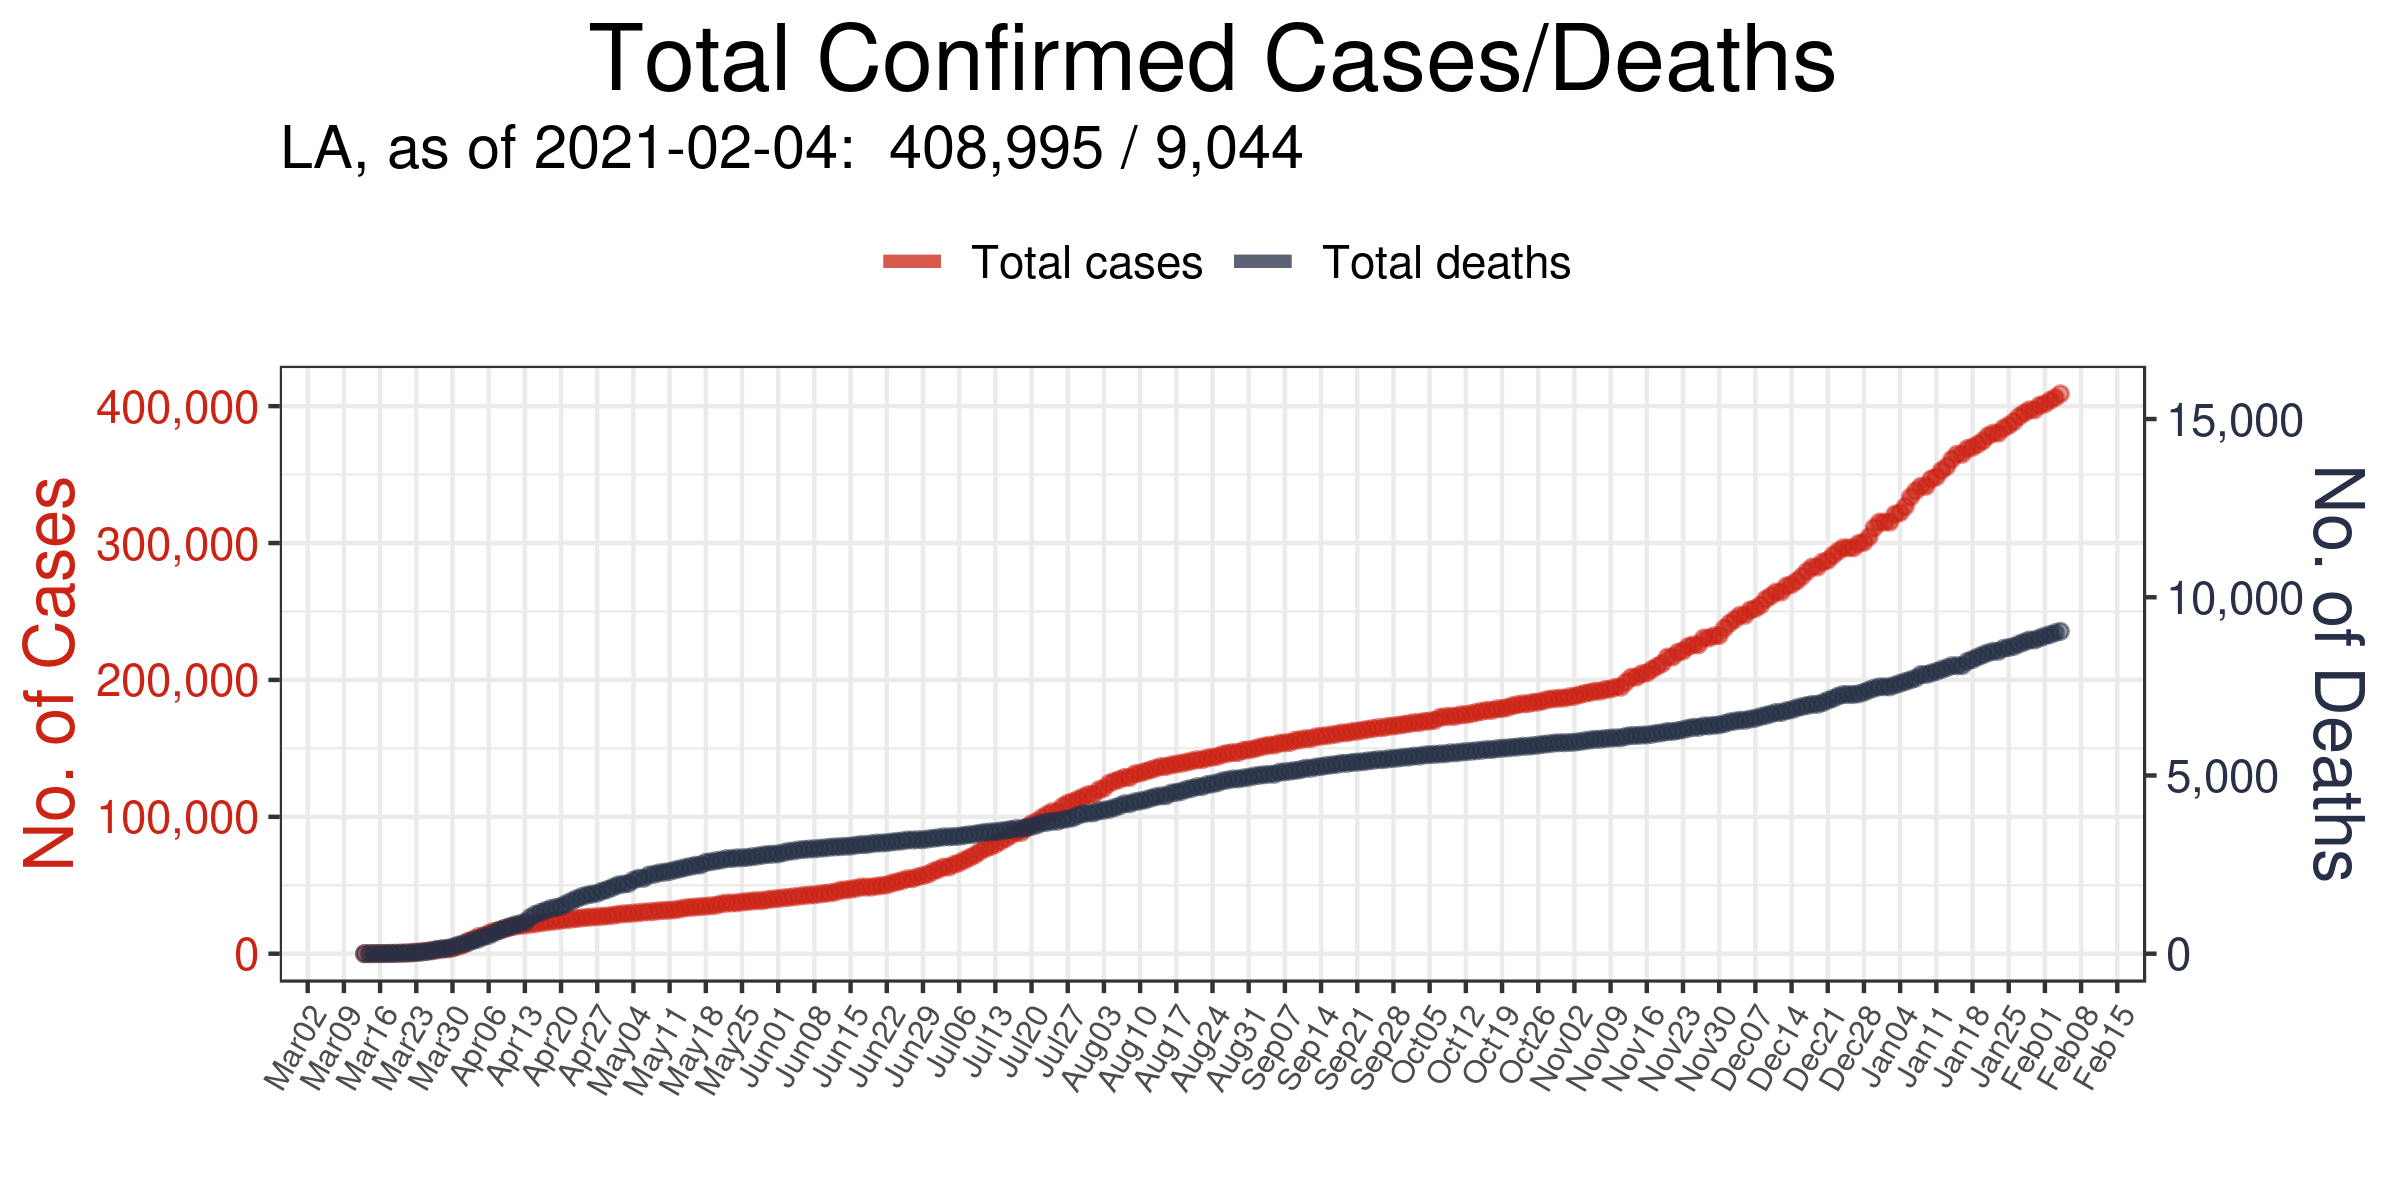 Total Confirmed Cases/Deaths
LA, as of 2021-02-04:  408,995 / 9,044
Total cases
Total deaths
No. of Cases
400,000
300,000
200,000
100,000
0
15,000
10,000
5,000
0
No. of Deaths
Mar02
Mar09
Mar16
Mar23
Mar30
Apr06
Apr13
Apr20
Apr27
May04
May11
May18
May25
Jun01
Jun08
Jun15
Jun22
Jun29
Jul06
Jul13
Jul20
Jul27
Aug03
Aug10
Aug17
Aug24
Aug31
Sep07
Sep14
Sep21
Sep28
Oct05
Oct12
Oct19
Oct26
Nov02
Nov09
Nov16
Nov23
Nov30
Dec07
Dec14
Dec21
Dec28
Jan04
Jan11
Jan18
Jan25
Feb01
Feb08
Feb15